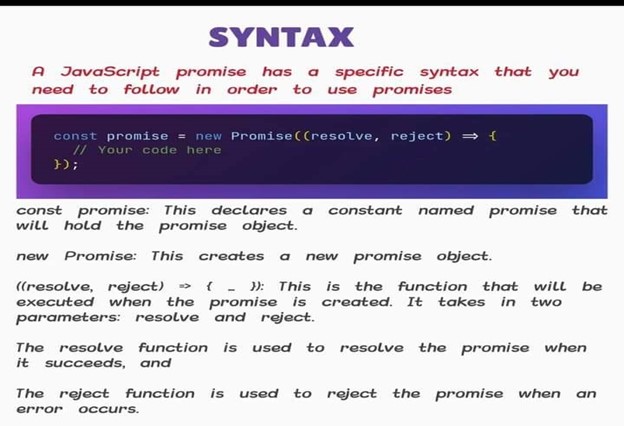 SYNTAX
A JavaScript promise has a specific syntax that you
need to follow in order to use promises
const promise = new Promise((resolve, reject) => {
// Your code here
});
const promise: This declares a constant named promise that
will hold the promise object.
new Promise: This creates a new promise object.
((resolve, reject) => { _ }): This is the function that will be
executed when the promise is created. It takes in two
parameters: resolve and reject.
The resolve function is used to resolve the promise when
it succeeds, and
The reject function is used to reject the promise when an
error occurs.